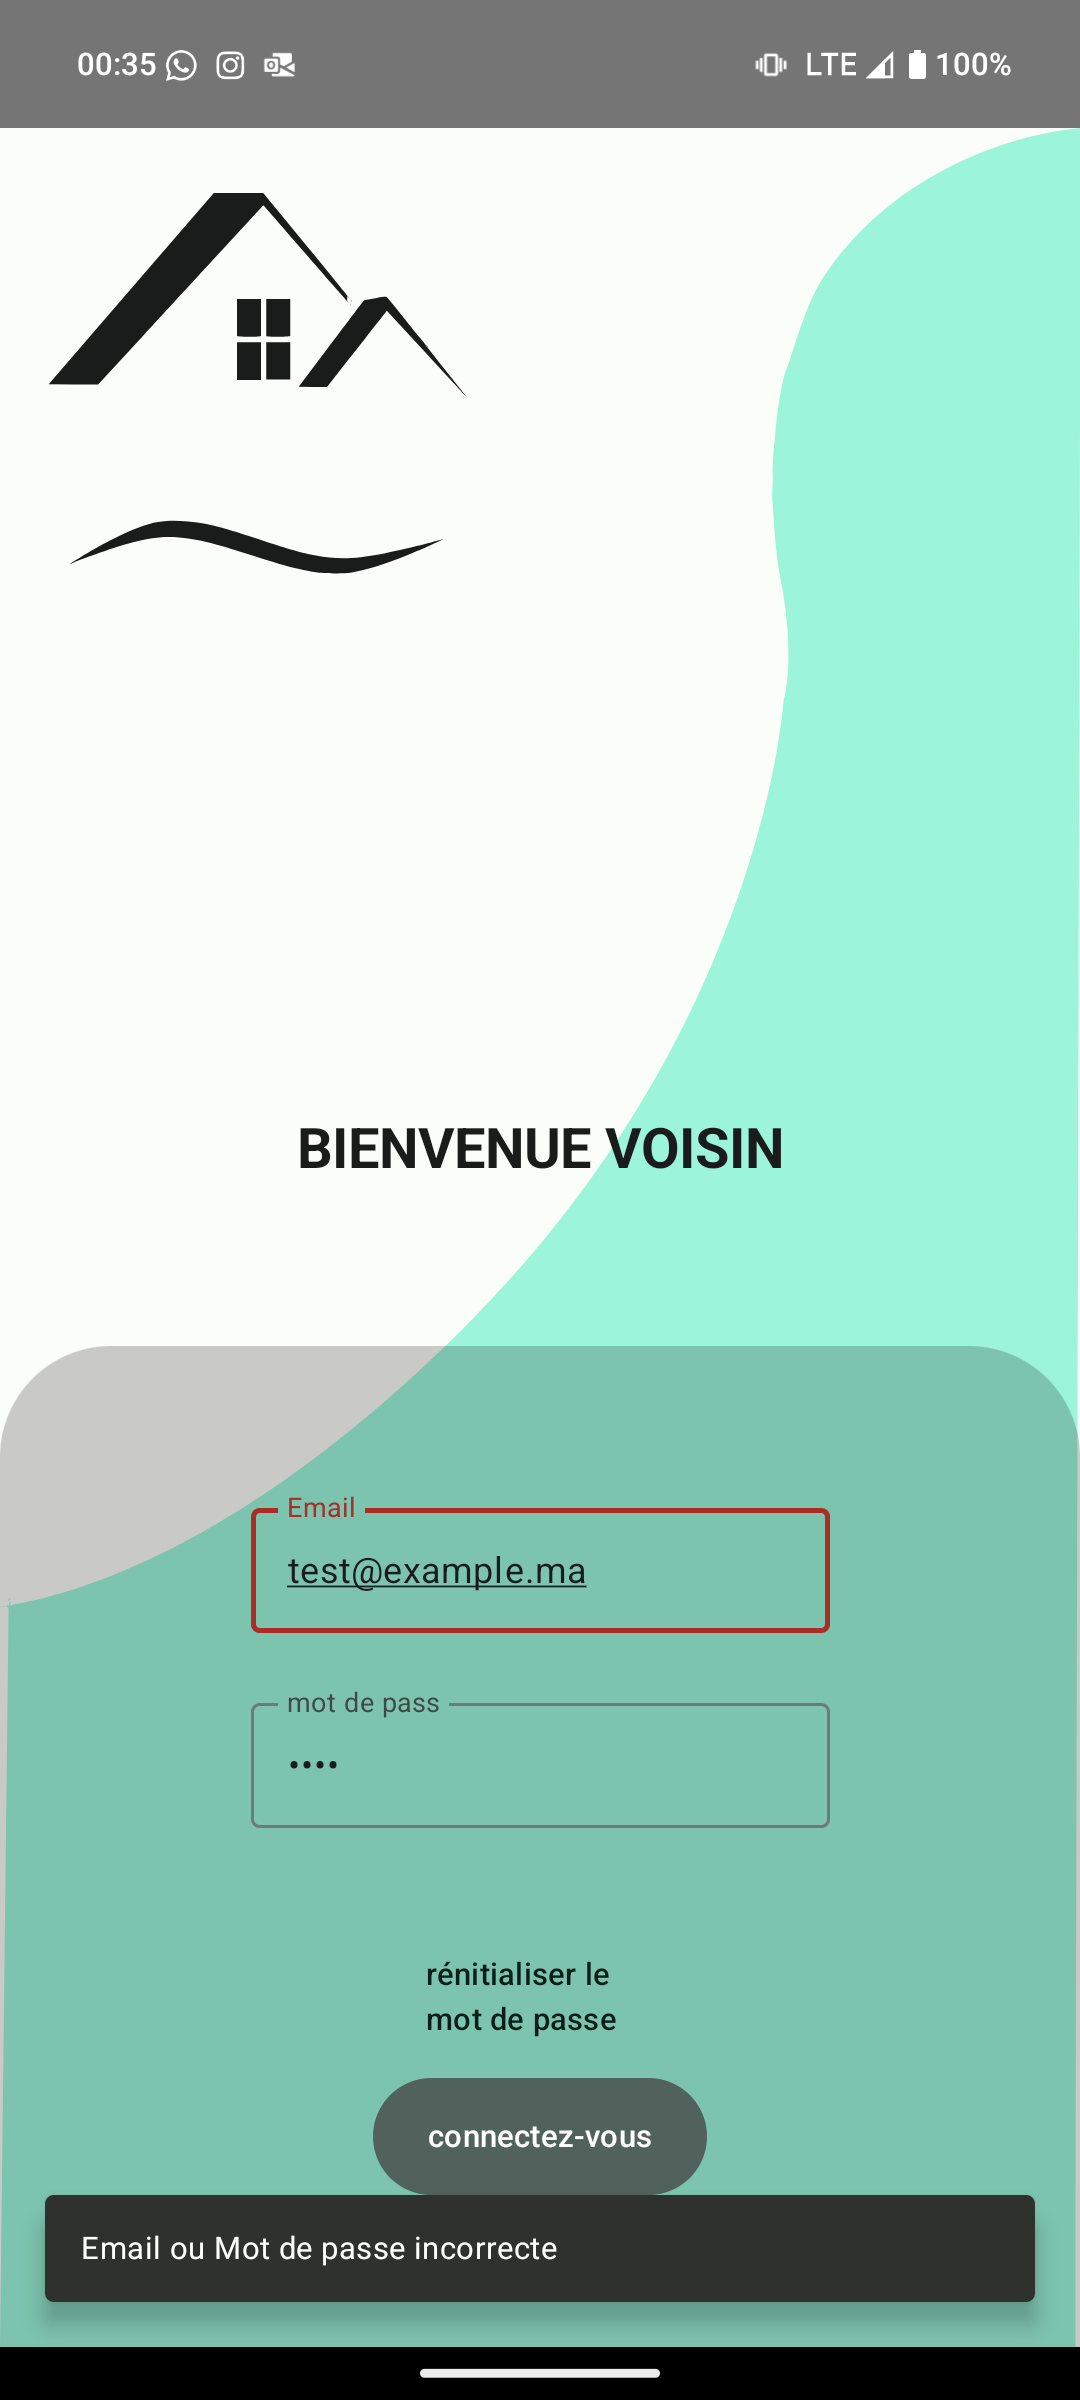 00:35 LTE 100%
BIENVENUE VOISIN
Email
test@example.ma
mot de pass
••••
rénitialiser le
mot de passe
connectez-vous
Email ou Mot de passe incorrecte